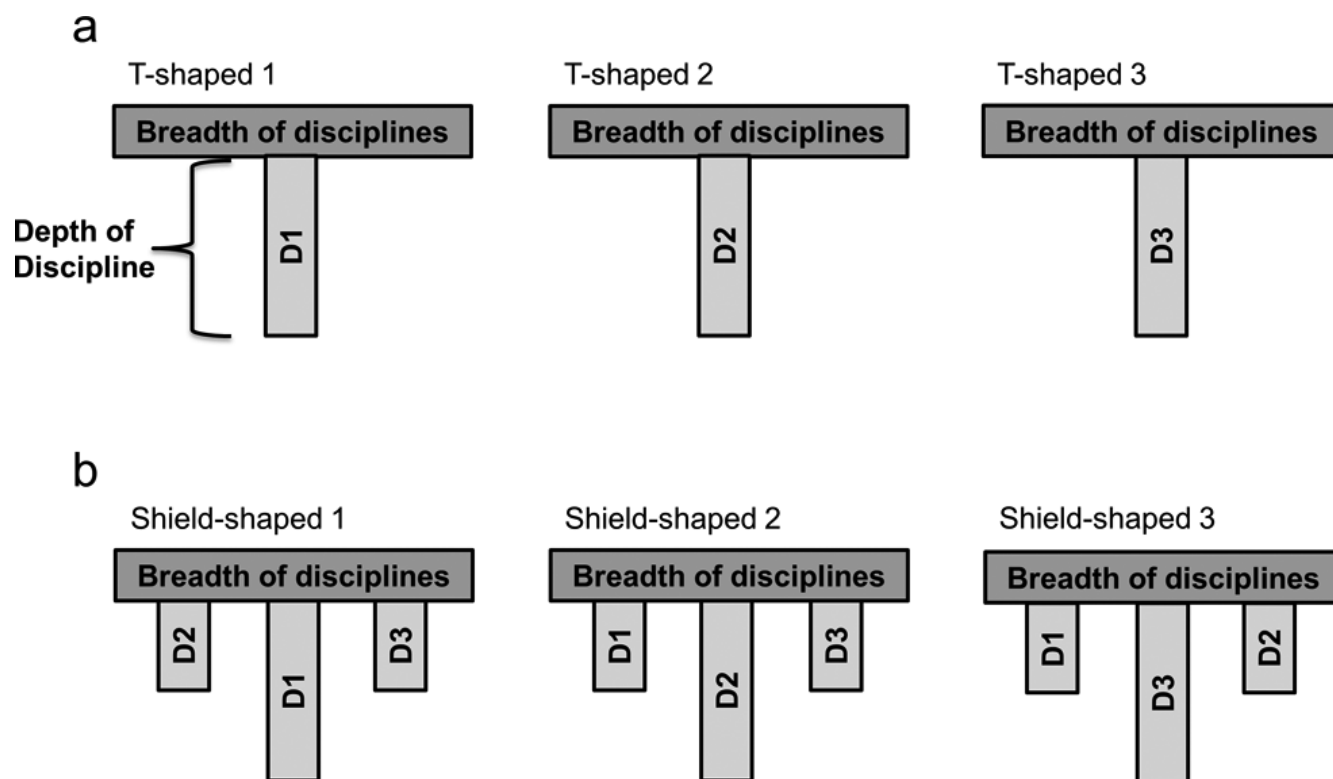 a
T-shaped 1
T-shaped 2
T-shaped 3
Breadth of disciplines
Breadth of disciplines
Breadth of disciplines
Depth of
Discipline
D1
D2
D3
b
Shield-shaped 1
Shield-shaped 2
Shield-shaped 3
Breadth of disciplines
Breadth of disciplines
Breadth of disciplines
D2
D1
D3
D1
D2
D3
D1
D3
D2